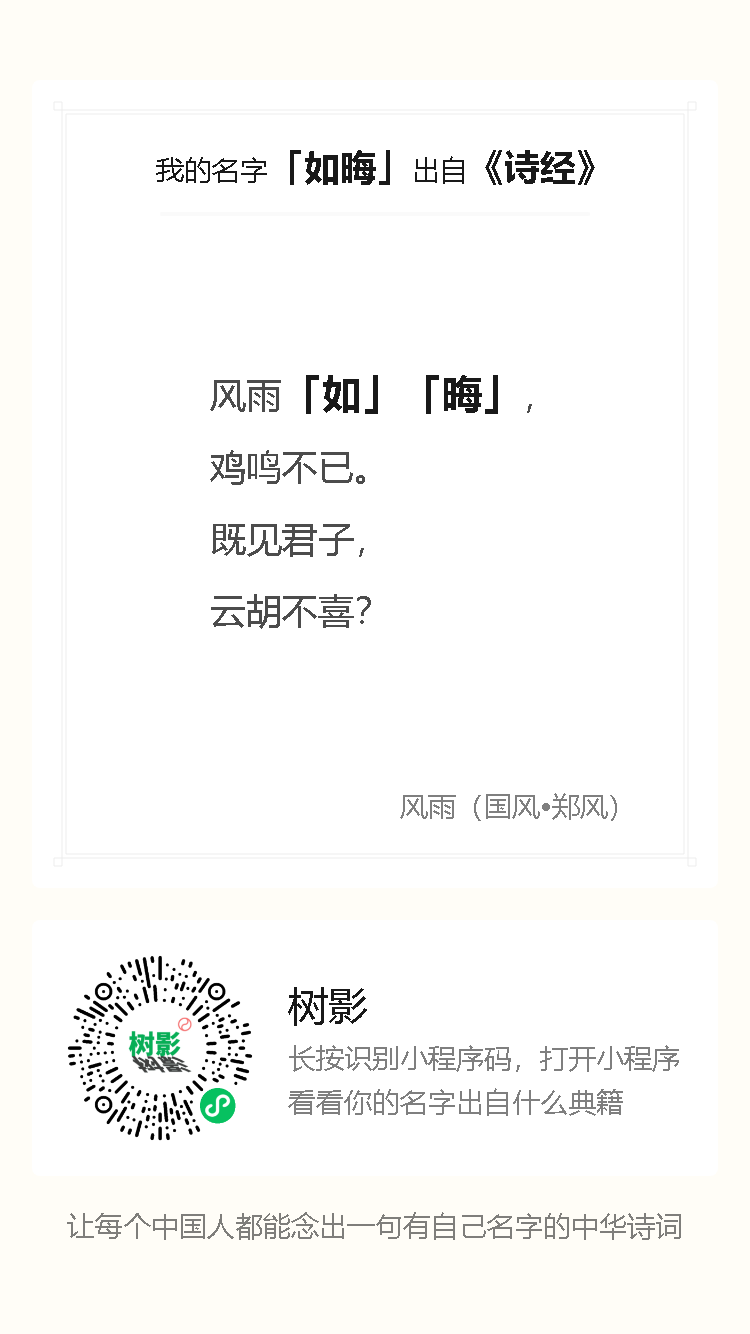 我的名字「如晦」出自《诗经》
风雨「如」「晦」,
鸡鸣不已。
既见君子,
云胡不喜?
风雨（国风•郑风）
树影
树影
长按识别小程序码，打开小程序
看看你的名字出自什么典籍
让每个中国人都能念出一句有自己名字的中华诗词